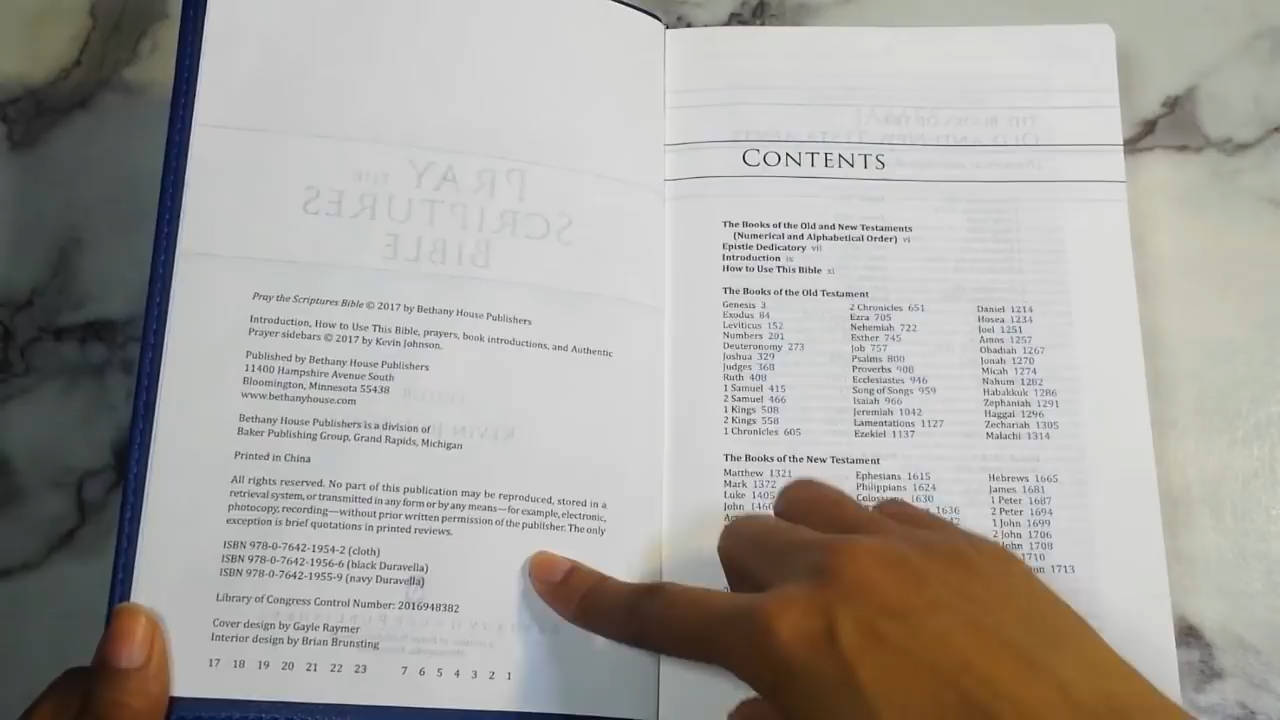 Pray the Scriptures Bible © 2017 by Bethany House Publishers
Introduction, How to Use This Bible, prayers, book introductions, and Authentic
Prayer sidebars © 2017 by Kevin Johnson.
Published by Bethany House Publishers
11400 Hampshire Avenue South
Bloomington, Minnesota 55438
www.bethanyhouse.com
Bethany House Publishers is a division of
Baker Publishing Group, Grand Rapids, Michigan
Printed in China
All rights reserved. No part of this publication may be reproduced, stored in a
retrieval system, or transmitted in any form or by any means—for example, electronic,
photocopy, recording—without prior written permission of the publisher. The only
exception is brief quotations in printed reviews.
ISBN 978-0-7642-1954-2 (cloth)
ISBN 978-0-7642-1956-6 (black Duravella)
ISBN 978-0-7642-1955-9 (navy Duravella)
Library of Congress Control Number: 2016948382
Cover design by Gayle Raymer
Interior design by Brian Brunsting
17 18 19 20 21 22 23 7 6 5 4 3 2 1
CONTENTS
The Books of the Old and New Testaments
(Numerical and Alphabetical Order) vi
Epistle Dedicatory vii
Introduction ix
How to Use This Bible xi
The Books of the Old Testament
Genesis 3
Exodus 84
Leviticus 152
Numbers 201
Deuteronomy 273
Joshua 329
Judges 368
Ruth 408
1 Samuel 415
2 Samuel 466
1 Kings 508
2 Kings 558
1 Chronicles 605
2 Chronicles 651
Ezra 705
Nehemiah 722
Esther 745
Job 757
Psalms 800
Proverbs 908
Ecclesiastes 946
Song of Songs 959
Isaiah 966
Jeremiah 1042
Lamentations 1127
Ezekiel 1137
Daniel 1214
Hosea 1234
Joel 1251
Amos 1257
Obadiah 1267
Jonah 1270
Micah 1274
Nahum 1282
Habakkuk 1286
Zephaniah 1291
Haggai 1296
Zechariah 1305
Malachi 1314
The Books of the New Testament
Matthew 1321
Mark 1372
Luke 1405
John 1460
Ephesians 1615
Philippians 1624
1630
1636
Hebrews 1665
James 1681
1 Peter 1687
2 Peter 1694
1 John 1699
2 John 1706
John 1708
1710
1713